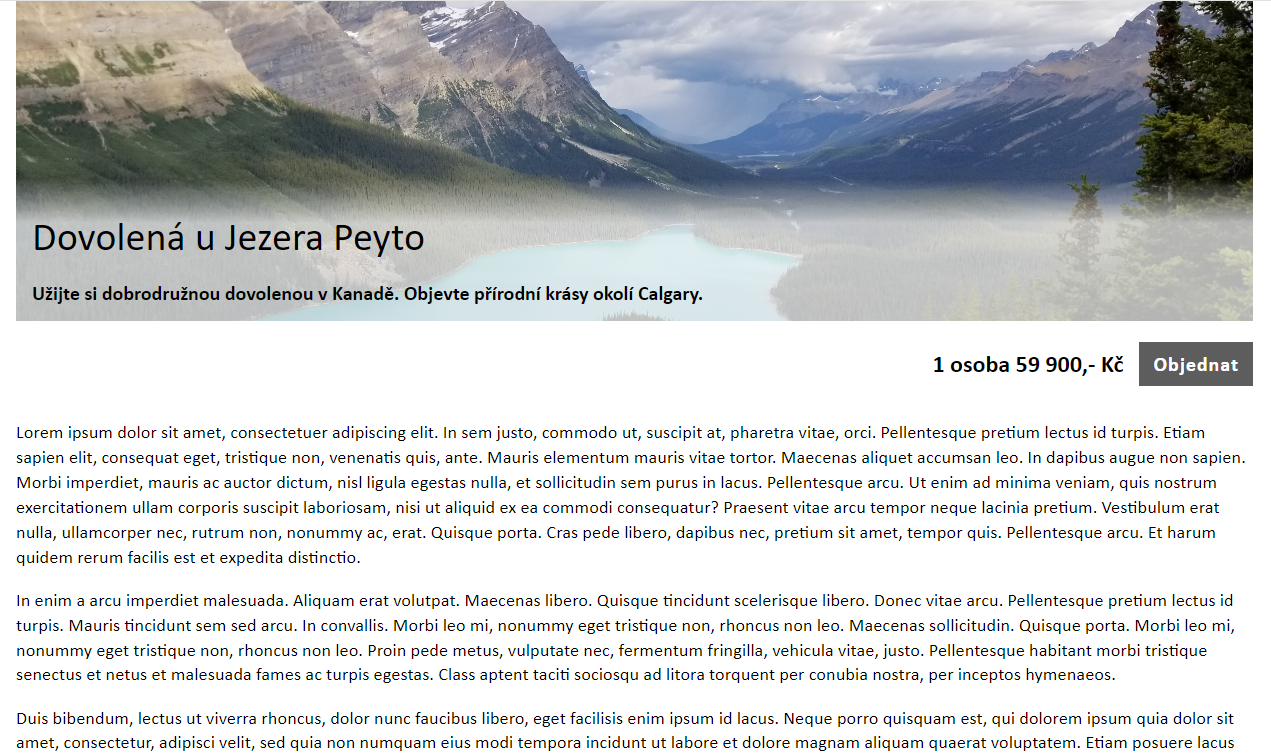 Dovolená u Jezera Peyto
Užijte si dobrodružnou dovolenou v Kanadě. Objevte přírodní krásy okolí Calgary.
1 osoba 59 900,- Kč Objednat
Lorem ipsum dolor sit amet, consectetuer adipiscing elit. In sem justo, commodo ut, suscipit at, pharetra vitae, orci. Pellentesque pretium lectus id turpis. Etiam
sapien elit, consequat eget, tristique non, venenatis quis, ante. Mauris elementum mauris vitae tortor. Maecenas aliquet accumsan leo. In dapibus augue non sapien.
Morbi imperdiet, mauris ac auctor dictum, nisl ligula egestas nulla, et sollicitudin sem purus in lacus. Pellentesque arcu. Ut enim ad minima veniam, quis nostrum
exercitationem ullam corporis suscipit laboriosam, nisi ut aliquid ex ea commodi consequatur? Praesent vitae arcu tempor neque lacinia pretium. Vestibulum erat
nulla, ullamcorper nec, rutrum non, nonummy ac, erat. Quisque porta. Cras pede libero, dapibus nec, pretium sit amet, tempor quis. Pellentesque arcu. Et harum
quidem rerum facilis est et expedita distinctio.
In enim a arcu imperdiet malesuada. Aliquam erat volutpat. Maecenas libero. Quisque tincidunt scelerisque libero. Donec vitae arcu. Pellentesque pretium lectus id
turpis. Mauris tincidunt sem sed arcu. In convallis. Morbi leo mi, nonummy eget tristique non, rhoncus non leo. Maecenas sollicitudin. Quisque porta. Morbi leo mi,
nonummy eget tristique non, rhoncus non leo. Proin pede metus, vulputate nec, fermentum fringilla, vehicula vitae, justo. Pellentesque habitant morbi tristique
senectus et netus et malesuada fames ac turpis egestas. Class aptent taciti sociosqu ad litora torquent per conubia nostra, per inceptos hymenaeos.
Duis bibendum, lectus ut viverra rhoncus, dolor nunc faucibus libero, eget facilisis enim ipsum id lacus. Neque porro quisquam est, qui dolorem ipsum quia dolor sit
amet, consectetur, adipisci velit, sed quia non numquam eius modi tempora incidunt ut labore et dolore magnam aliquam quaerat voluptatem. Etiam posuere lacus